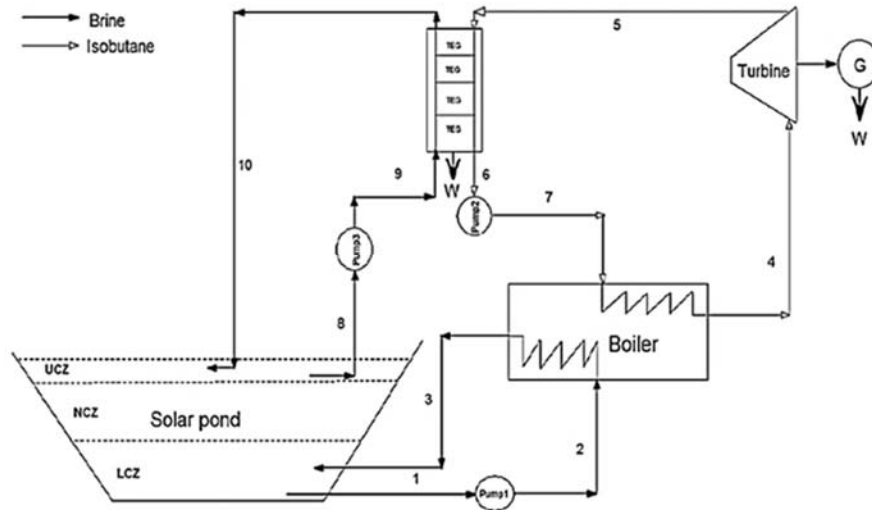 Brine
Isobutane
5
TEG
TEG
TEG
TEG
Turbine
G
W
10
9
W
6
Pump2
7
Pump3
4
8
Boiler
UCZ
NCZ
Solar pond
3
2
LCZ
1
Pump1